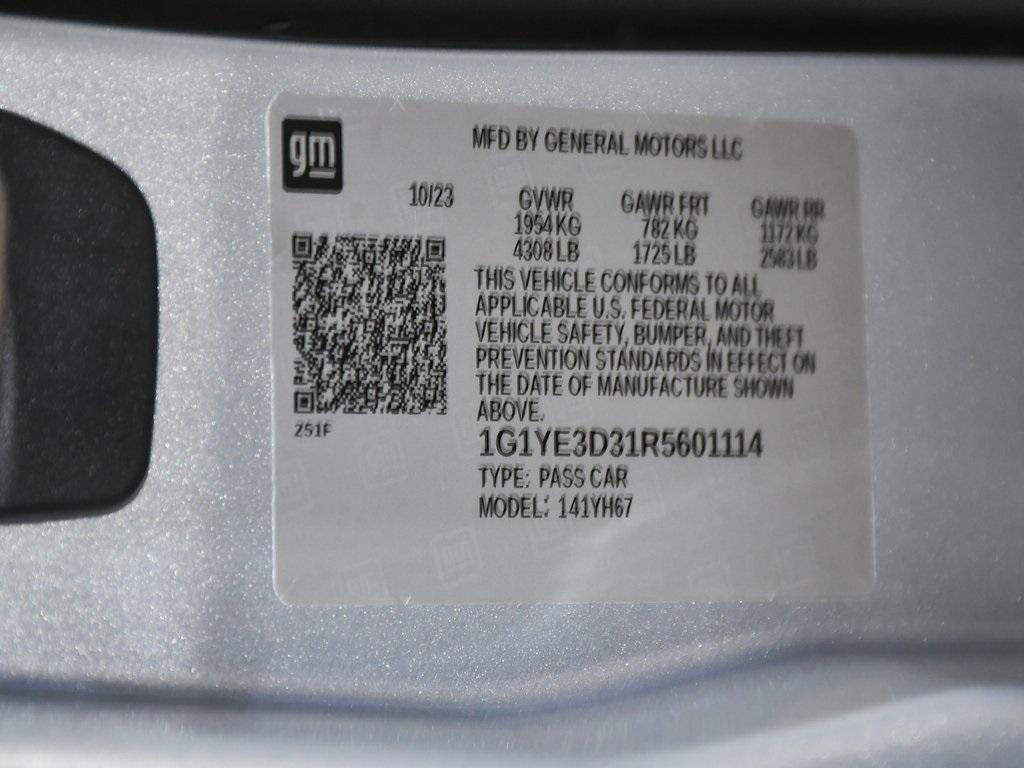 gm
MFD BY GENERAL MOTORS LLC
10/23 GVWR GAWR FRT GAWR RR
1954 KG 782 KG 1172 KG
4308 LB 1725 LB 2583 LB
THIS VEHICLE CONFORMS TO ALL
APPLICABLE U.S. FEDERAL MOTOR
VEHICLE SAFETY, BUMPER, AND THEFT
PREVENTION STANDARDS IN EFFECT ON
THE DATE OF MANUFACTURE SHOWN
ABOVE.
251F
1G1YE3D31R5601114
TYPE: PASS CAR
MODEL: 141YH67